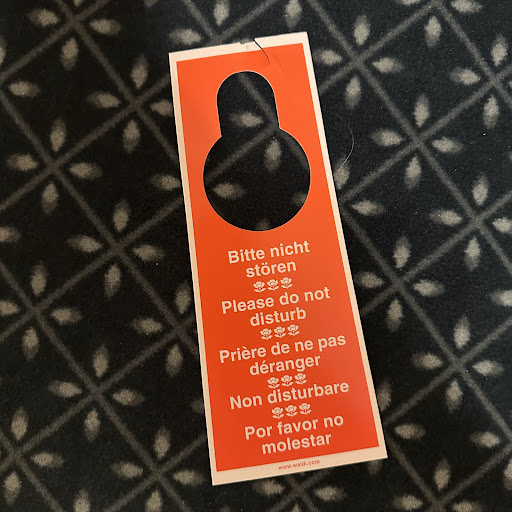 Bitte nicht
stören
Please do not
disturb
Prière de ne pas
déranger
Non disturbare
Por favor no
molestar